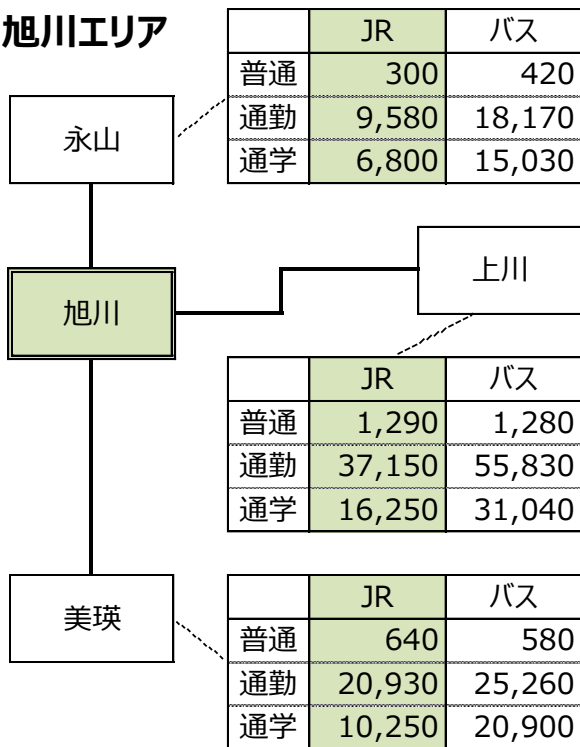 旭川エリア
JR バス
普通 300 420
通勤 9,580 18,170
通学 6,800 15,030
永山
上川
旭川
JR バス
普通 1,290 1,280
通勤 37,150 55,830
通学 16,250 31,040
美瑛
JR バス
普通 640 580
通勤 20,930 25,260
通学 10,250 20,900